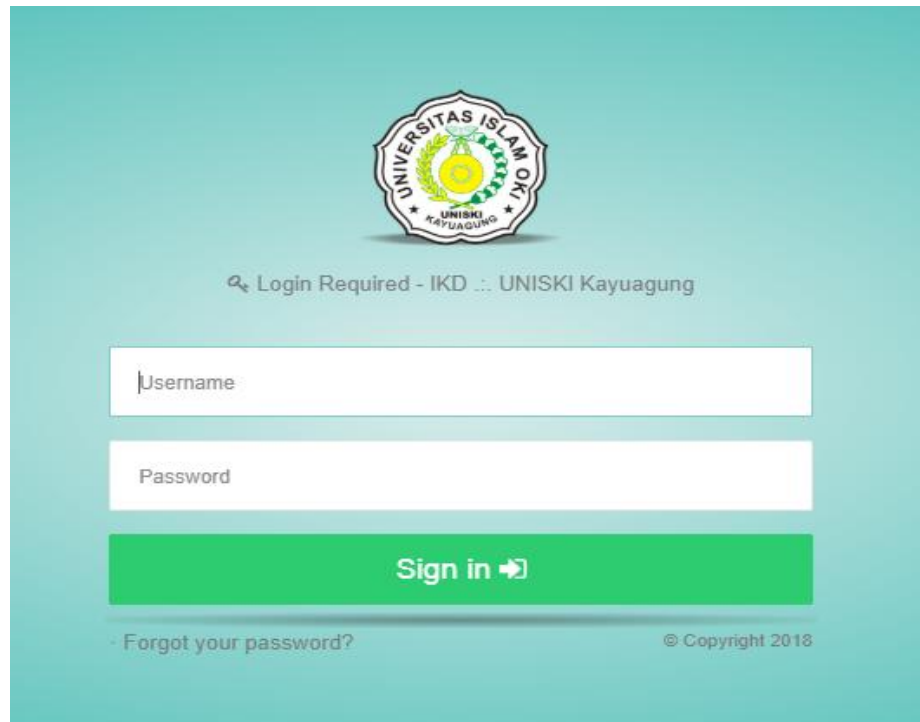 UNIVERSITAS ISLAM OKI
UNISKI
KAYUAGUNG
Login Required - IKD .:. UNISKI Kayuagung
Username
Password
Sign in
- Forgot your password?
© Copyright 2018